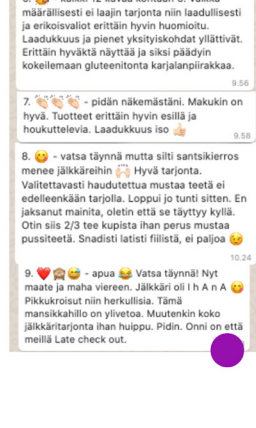 määrällisesti ei laajin tarjonta niin laadullisesti
ja erikoisvaliot erittäin hyvin huomioitu.
Laadukkuus ja pienet yksityiskohdat yllättivät.
Erittäin hyväktä näyttää ja siksi päädyin
kokeilemaan gluteenitonta karjalanpiirakkaa.
9.56
7. 👏🏻👏🏻👏🏻 - pidän näkemästäni. Makukin on
hyvä. Tuotteet erittäin hyvin esillä ja
houkuttelevia. Laadukkuus iso 👍🏻
9.58
8. 😋 - vatsa täynnä mutta silti santsikierros
menee jälkkäreihin 🙌🏻 Hyvä tarjonta.
Valitettavasti haudutettua mustaa teetä ei
edelleenkään tarjolla. Loppui jo tunti sitten. En
jaksanut mainita, oletin että se täyttyy kyllä.
Otin siis 2/3 tee kupista ihan perus mustaa
pussiteetä. Snadisti latisti fiilistä, ei paljoa 😉
10.24
9. ❤️🙈😅 - apua 😂 Vatsa täynnä! Nyt
maate ja maha viereen. Jälkkäri oli I h A n A 😋
Pikkukroisut niin herkullisia. Tämä
mansikkahillo on ylivetoa. Muutenkin koko
jälkkäritarjonta ihan huippu. Pidin. Onni on että
meillä Late check out.